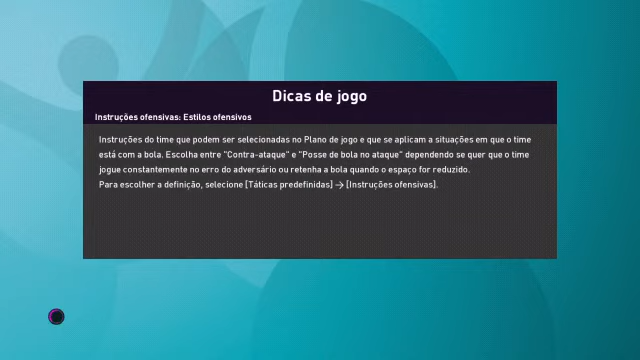 Dicas de jogo
Instruções ofensivas: Estilos ofensivos
Instruções do time que podem ser selecionadas no Plano de jogo e que se aplicam a situações em que o time
está com a bola. Escolha entre "Contra-ataque" e "Posse de bola no ataque" dependendo se quer que o time
jogue constantemente no erro do adversário ou retenha a bola quando o espaço for reduzido.
Para escolher a definição, selecione [Táticas predefinidas] → [Instruções ofensivas].